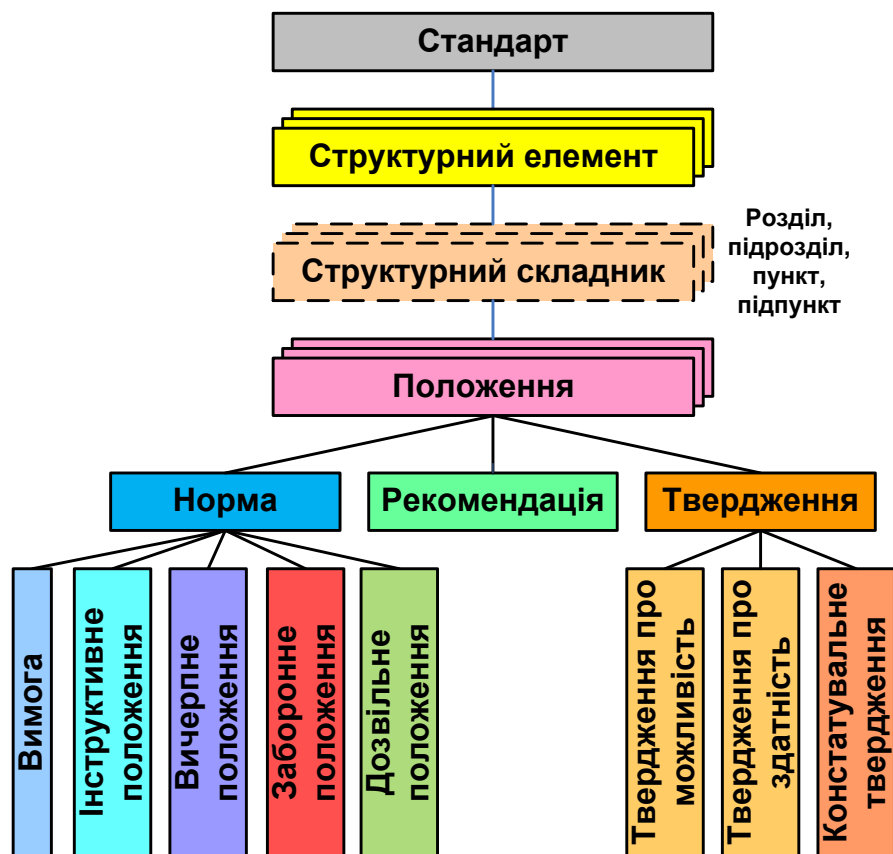 Стандарт
Структурний елемент
Структурний складник
Розділ,
підрозділ,
пункт,
підпункт
Положення
Норма
Рекомендація
Твердження
Вимога
Інструктивне
положення
Вичерпне
положення
Заборонне
положення
Дозвільне
положення
Твердження про
можливість
Твердження про
здатність
Констатувальне
твердження